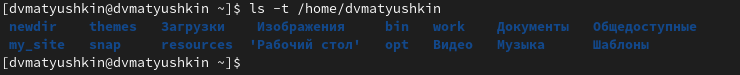 [dvmatyushkin@dvmatyushkin ~]$ ls -t /home/dvmatyushkin
newdir themes Загрузки Изображения bin work Документы Общедоступные
my_site snap resources 'Рабочий стол' opt Видео Музыка Шаблоны
[dvmatyushkin@dvmatyushkin ~]$